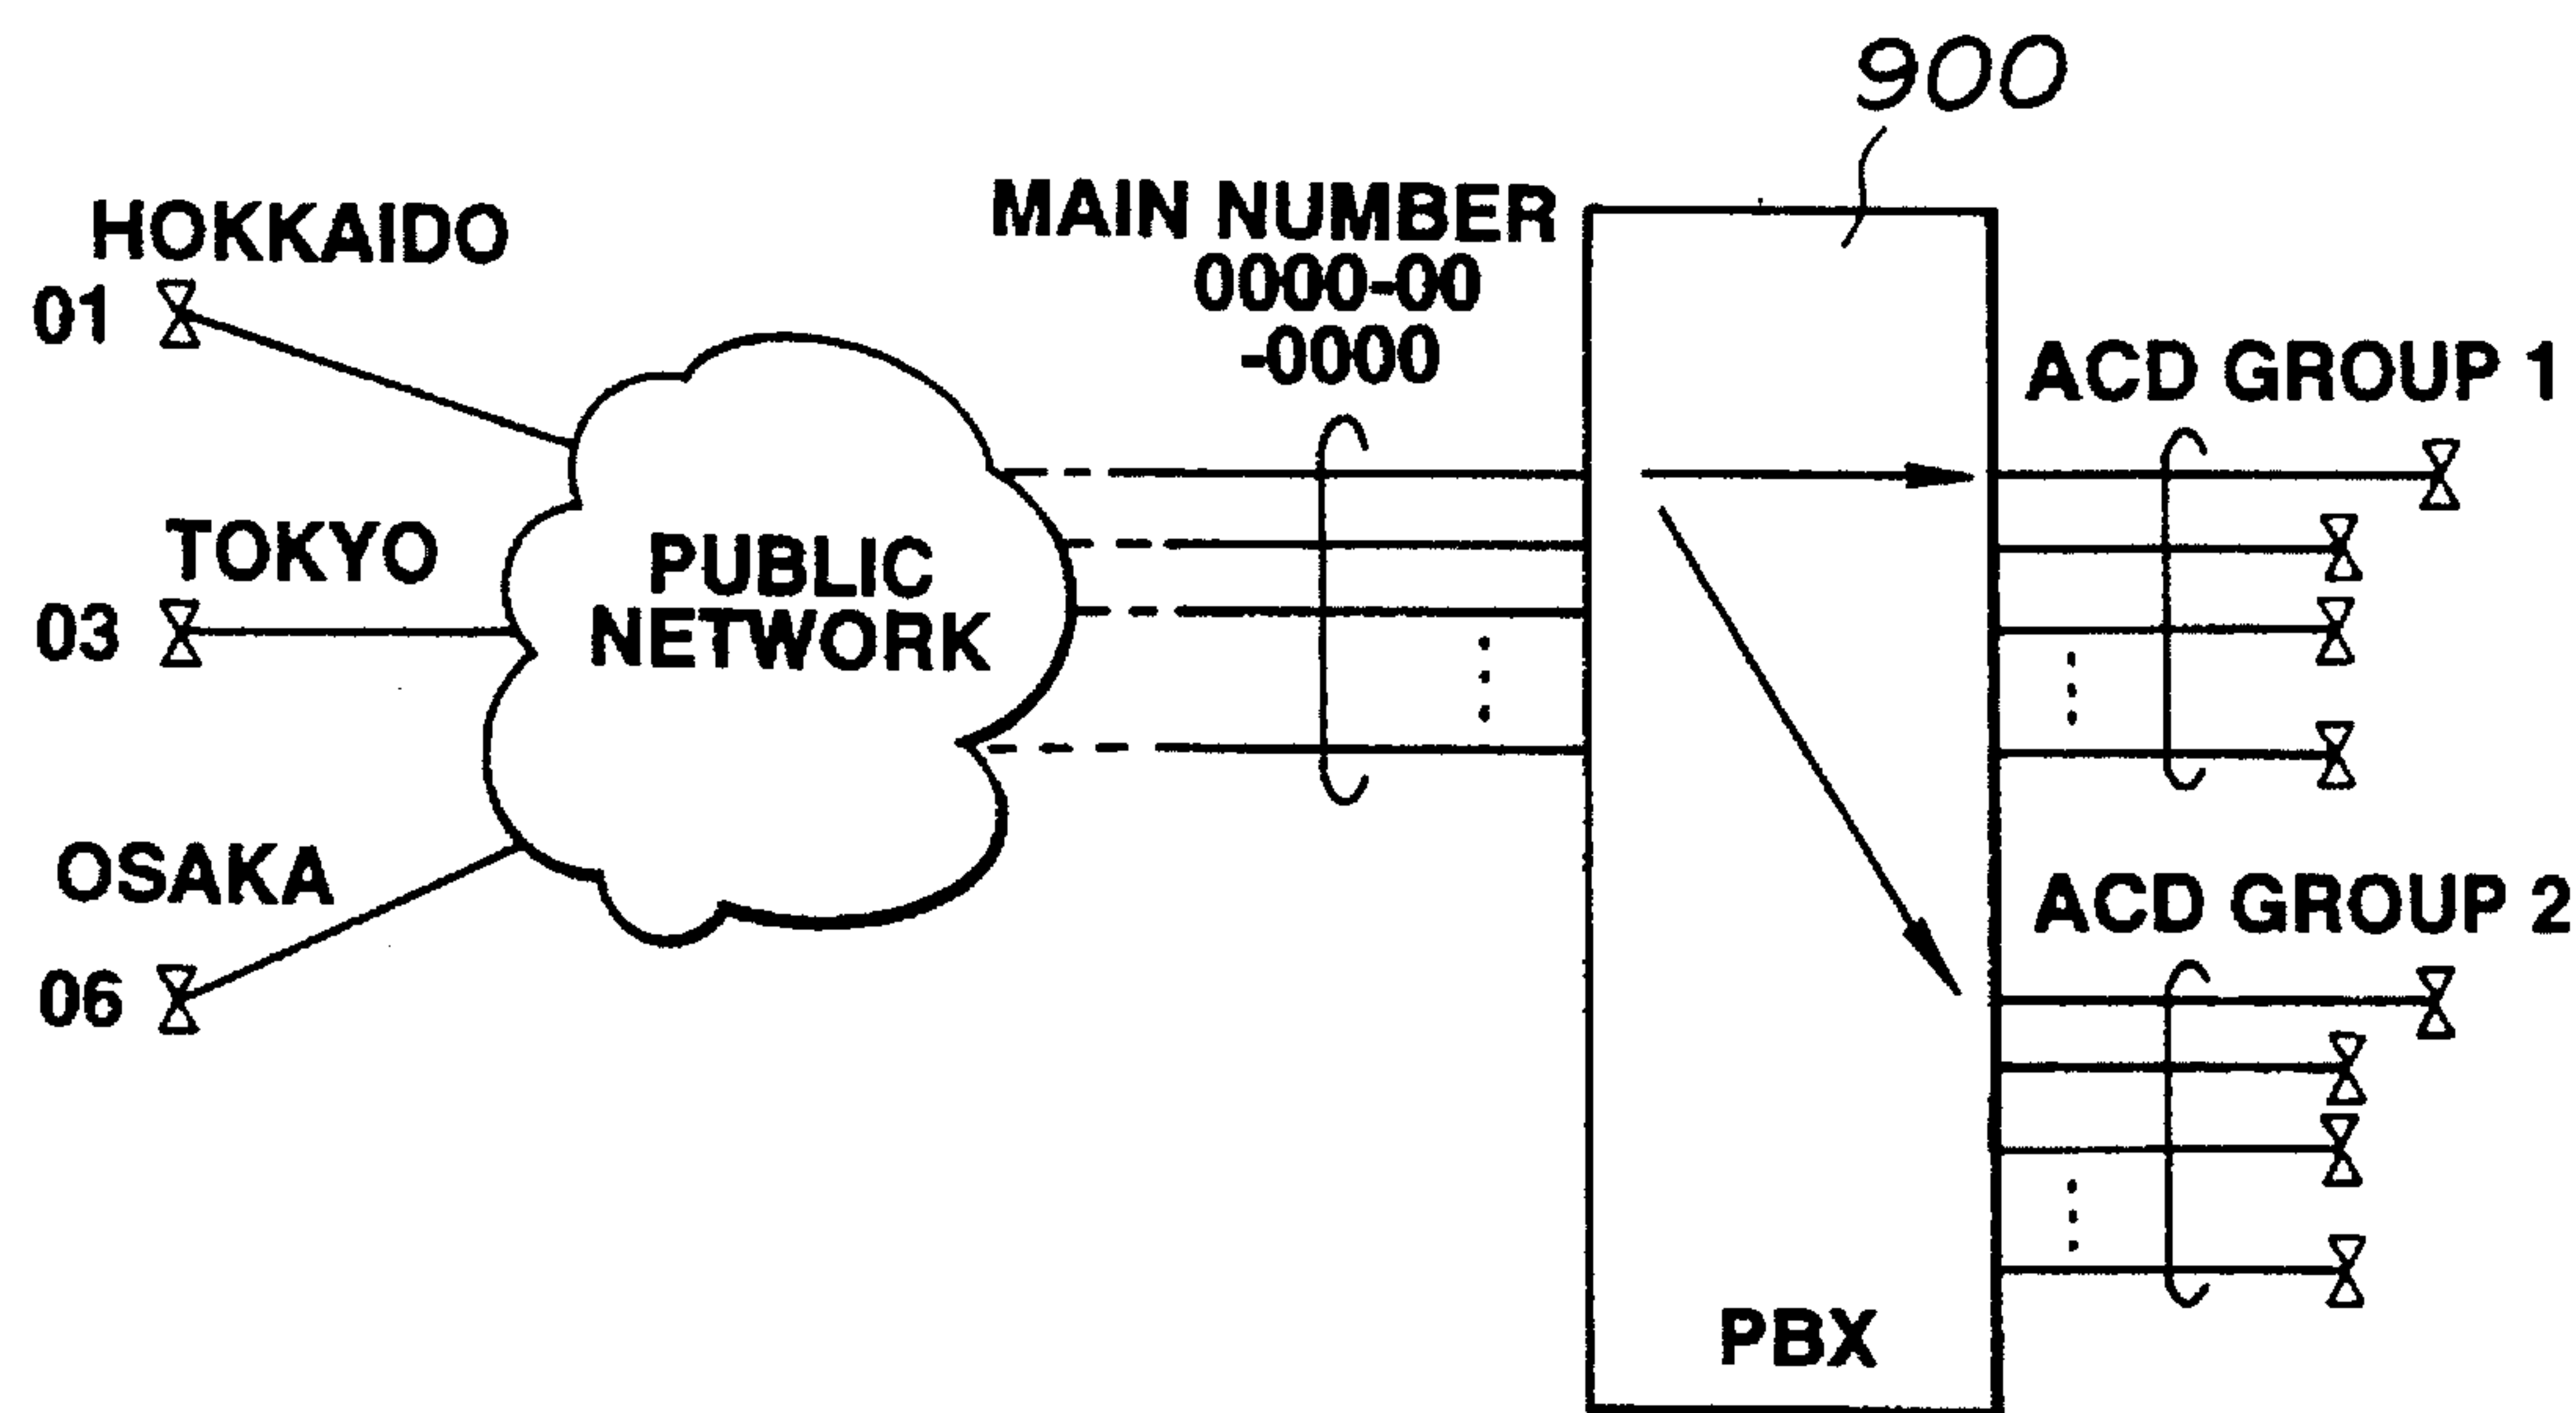 900
HOKKAIDO
01
TOKYO
03
OSAKA
06
PUBLIC
NETWORK
MAIN NUMBER
0000-00
-0000
PBX
ACD GROUP 1
ACD GROUP 2